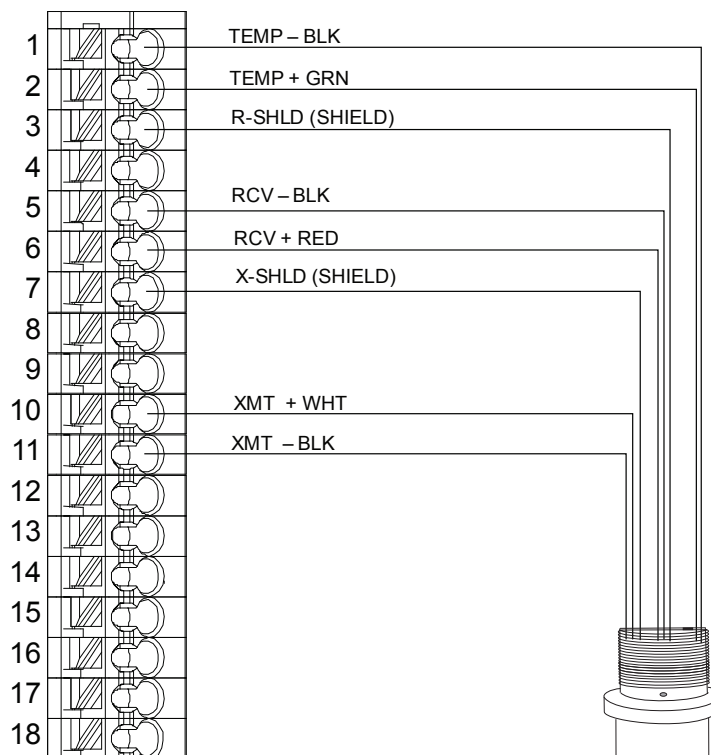 1 TEMP – BLK
2 TEMP + GRN
3 R-SHLD (SHIELD)
4
5 RCV – BLK
6 RCV + RED
7 X-SHLD (SHIELD)
8
9
10 XMT + WHT
11 XMT – BLK
12
13
14
15
16
17
18